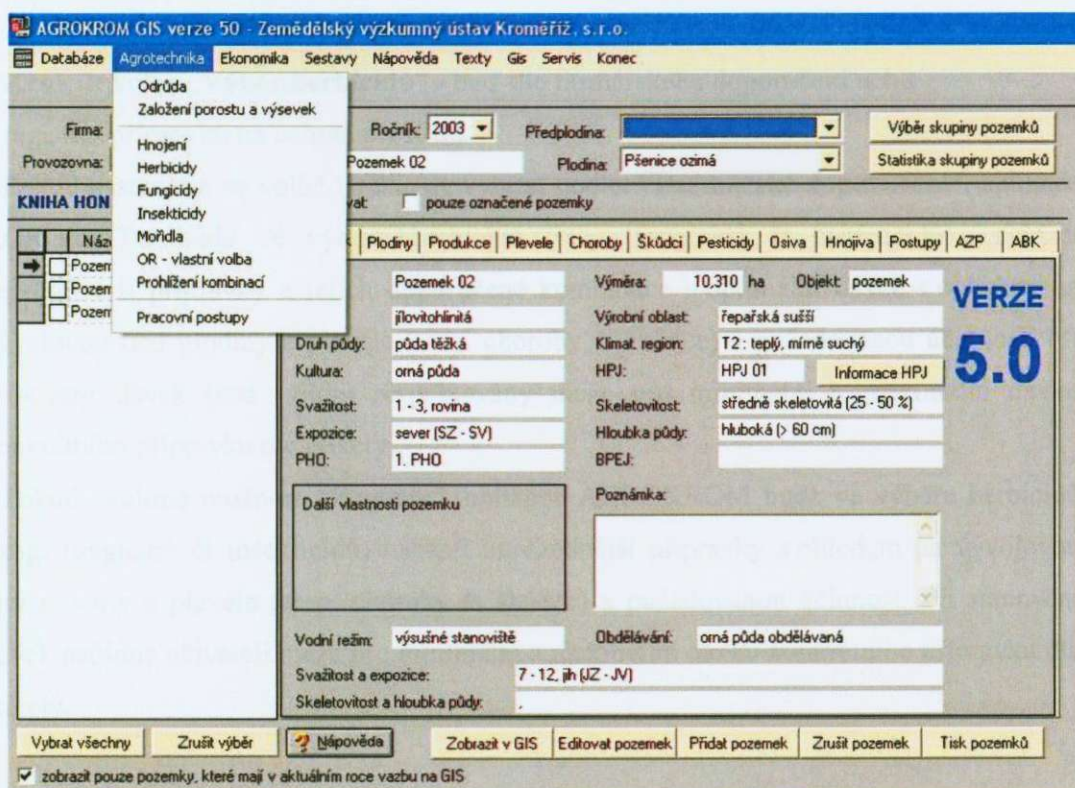 AGROKROM GIS verze 50 - Zemědělský výzkumný ústav Kroměříž, s.r.o.
Databáze Agrotechnika Ekonomika Sestavy Nápověda Texty Gis Servis Konec
Odrůda
Založení porostu a výsevek
Hnojení
Herbicidy
Fungicidy
Insekticidy
Mořidla
OR - vlastní volba
Prohlížení kombinací
Pracovní postupy
Firma: Ročník: 2003 Předplodina: Výběr skupiny pozemků
Provozovna: Pozemek 02 Plodina: Pšenice ozimá Statistika skupiny pozemků
KNIHA HON vat: pouze označené pozemky
Náz Plodiny Produkce Plevele Choroby Škůdci Pesticidy Osiva Hnojiva Postupy AZP ABK
Pozem
Pozem
Pozem
Pozemek 02 Výměra: 10,310 ha Objekt: pozemek
jílovitohlinitá Výrobní oblast: řepařská sušší
Druh půdy: půda těžká Klimat. region: T2 : teplý, mírně suchý
Kultura: orná půda HPJ: HPJ 01 Informace HPJ
Svažitost: 1 - 3, rovina Skeletovitost: středně skeletovitá (25 - 50 %)
Expozice: sever (SZ - SV) Hloubka půdy: hluboká (> 60 cm)
PHO: 1. PHO BPEJ:
VERZE
5.0
Další vlastnosti pozemku Poznámka:
Vodní režim: výsušné stanoviště Obdělávání: orná půda obdělávaná
Svažitost a expozice: 7 - 12, jih (JZ - JV)
Skeletovitost a hloubka půdy: ,
Vybrat všechny Zrušit výběr Nápověda Zobrazit v GIS Editovat pozemek Přidat pozemek Zrušit pozemek Tisk pozemků
zobrazit pouze pozemky, které mají v aktuálním roce vazbu na GIS